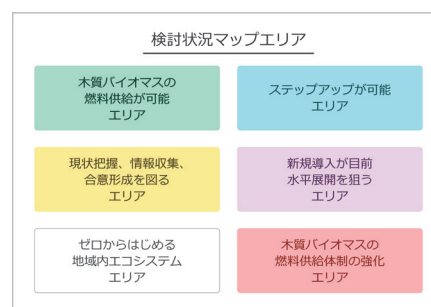 検討状況マップエリア
木質バイオマスの
燃料供給が可能
エリア
ステップアップが可能
エリア
現状把握、情報収集、
合意形成を図る
エリア
新規導入が目前
水平展開を狙う
エリア
ゼロからはじめる
地域内エコシステム
エリア
木質バイオマスの
燃料供給体制の強化
エリア